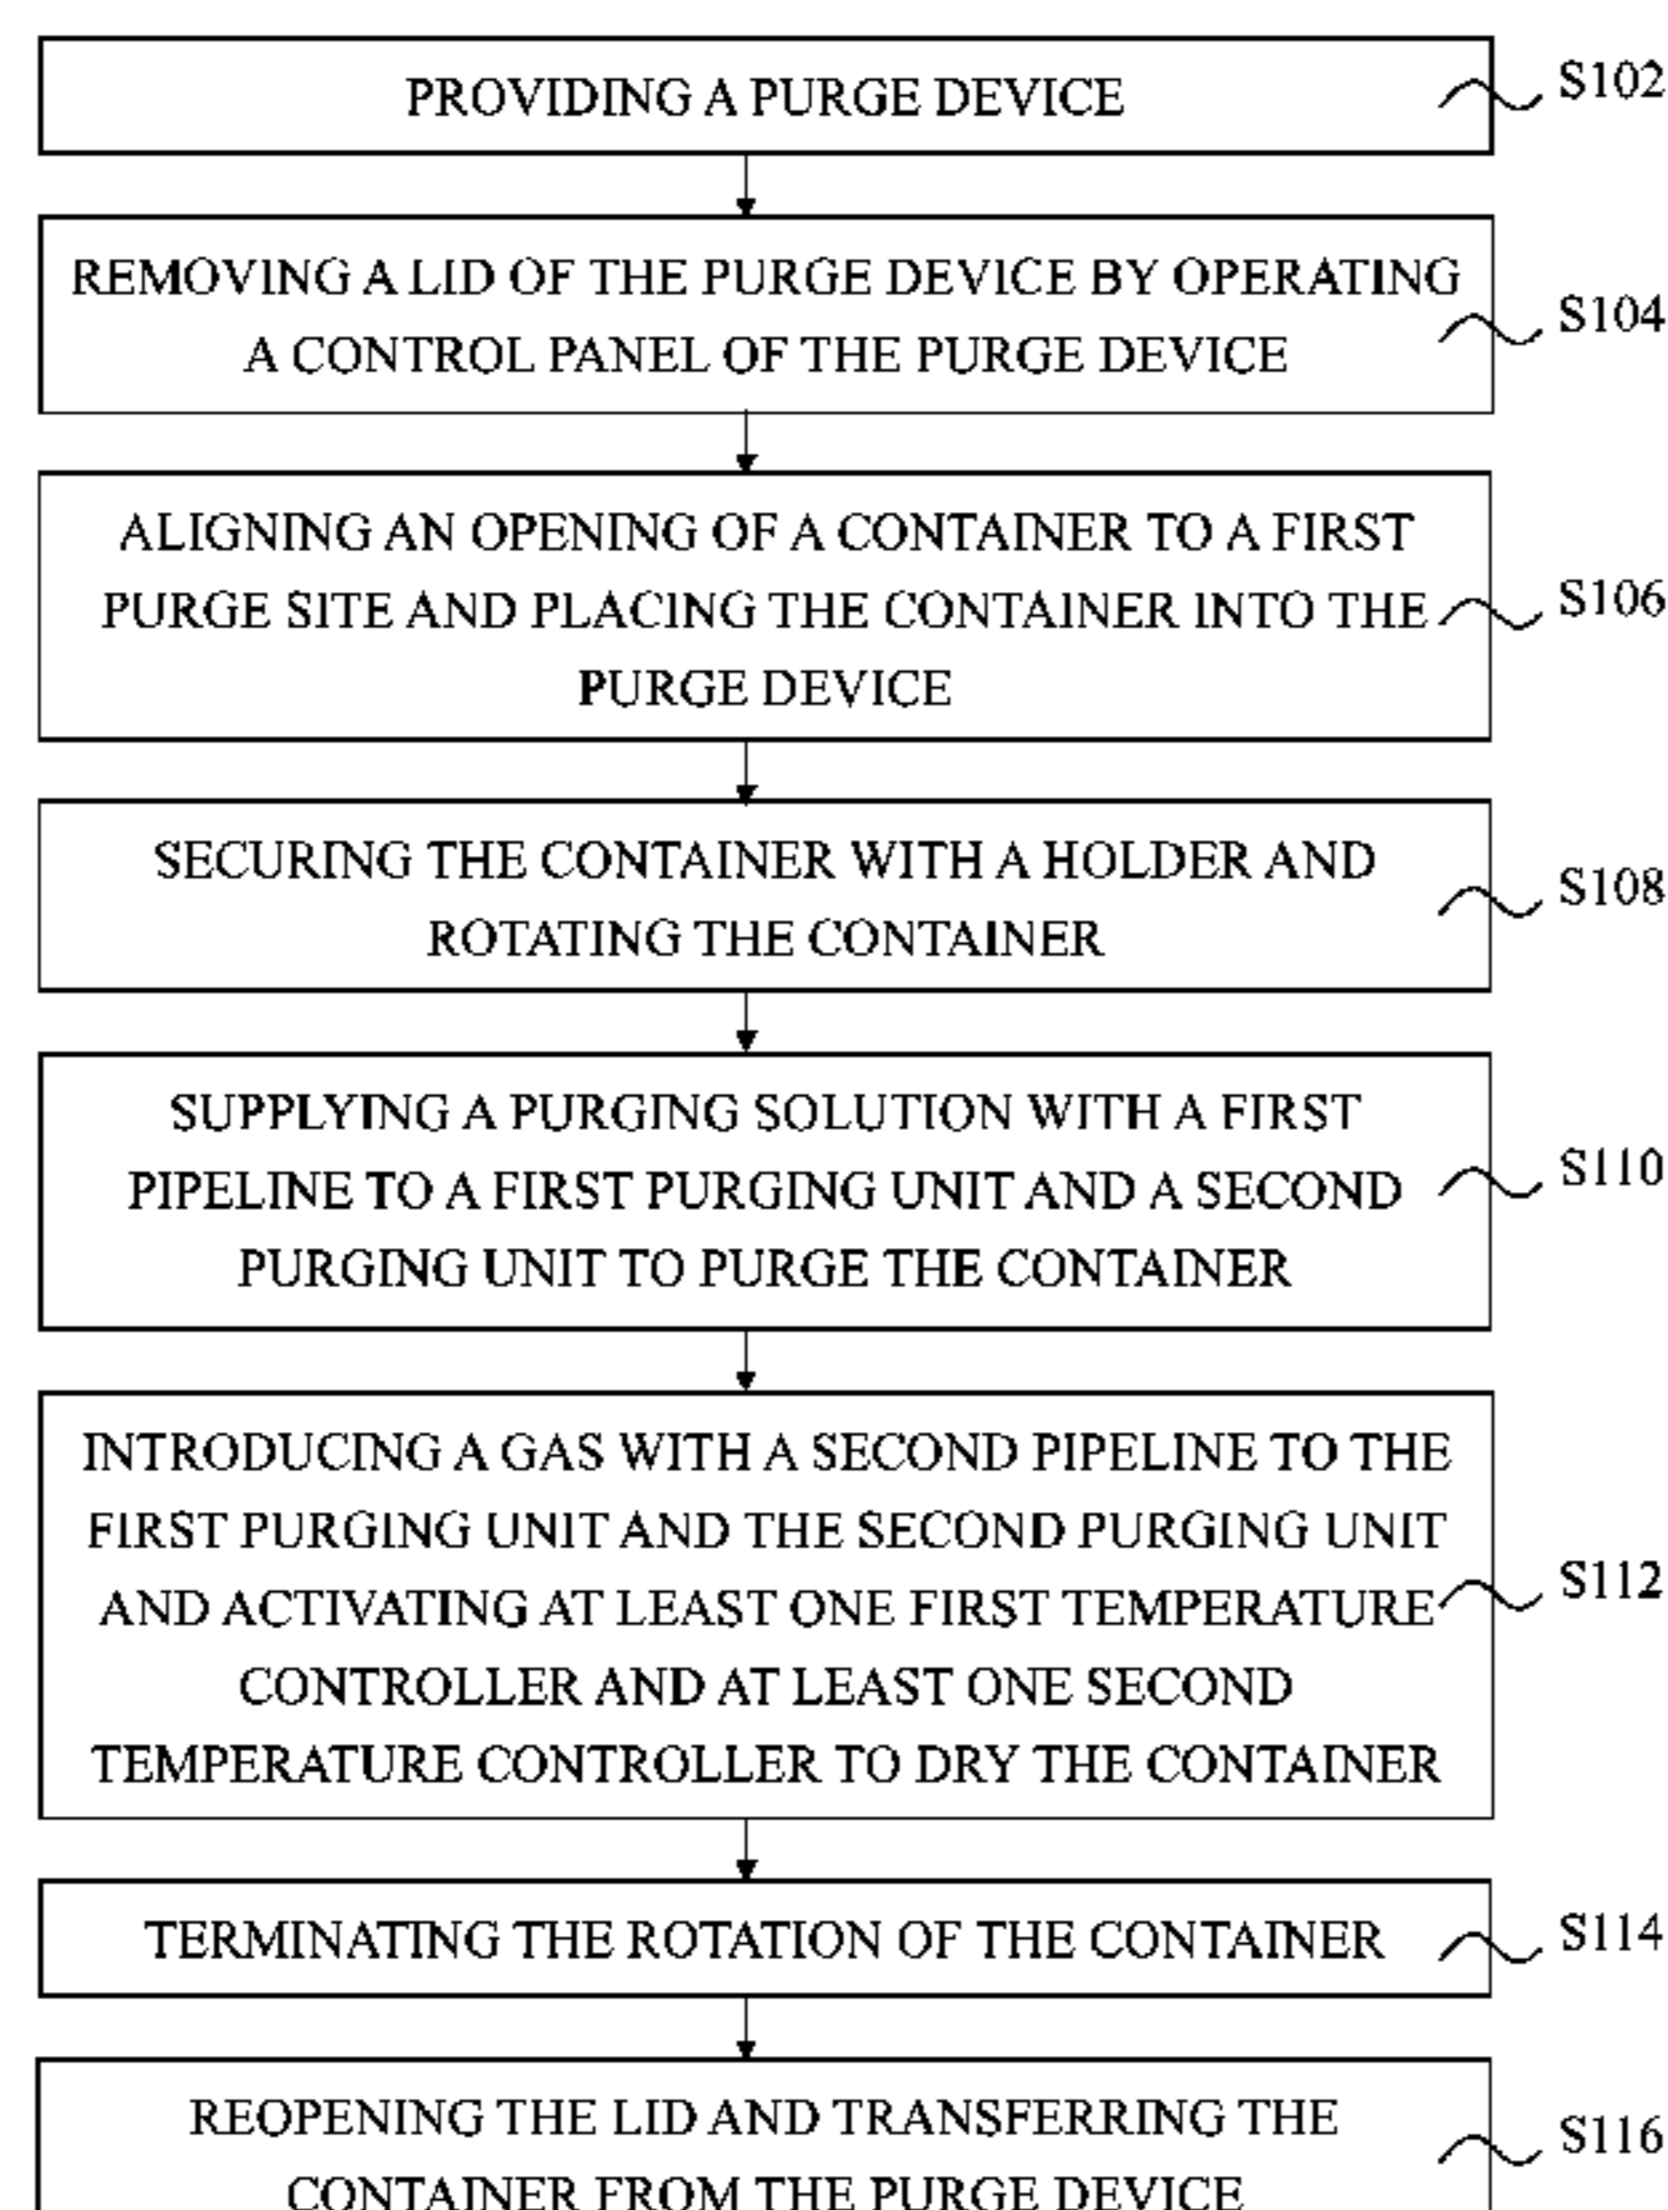 PROVIDING A PURGE DEVICE
S102
REMOVING A LID OF THE PURGE DEVICE BY OPERATING
A CONTROL PANEL OF THE PURGE DEVICE
S104
ALIGNING AN OPENING OF A CONTAINER TO A FIRST
PURGE SITE AND PLACING THE CONTAINER INTO THE
PURGE DEVICE
S106
SECURING THE CONTAINER WITH A HOLDER AND
ROTATING THE CONTAINER
S108
SUPPLYING A PURGING SOLUTION WITH A FIRST
PIPELINE TO A FIRST PURGING UNIT AND A SECOND
PURGING UNIT TO PURGE THE CONTAINER
S110
INTRODUCING A GAS WITH A SECOND PIPELINE TO THE
FIRST PURGING UNIT AND THE SECOND PURGING UNIT
AND ACTIVATING AT LEAST ONE FIRST TEMPERATURE
CONTROLLER AND AT LEAST ONE SECOND
TEMPERATURE CONTROLLER TO DRY THE CONTAINER
S112
TERMINATING THE ROTATION OF THE CONTAINER
S114
REOPENING THE LID AND TRANSFERRING THE
CONTAINER FROM THE PURGE DEVICE
S116